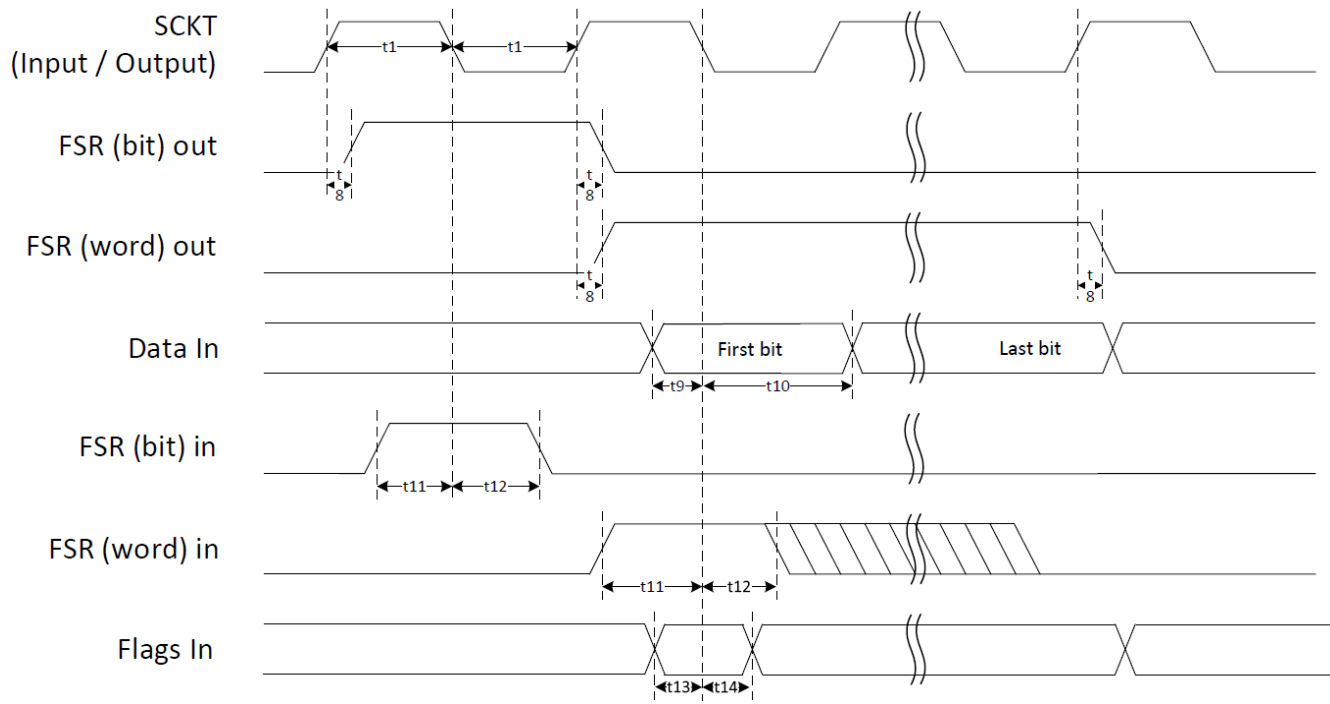 SCKT
(Input / Output)
t1
t1
FSR (bit) out
t
8
t
8
FSR (word) out
t
8
t
8
Data In
First bit
Last bit
t9
t10
FSR (bit) in
t11
t12
FSR (word) in
t11
t12
Flags In
t13
t14